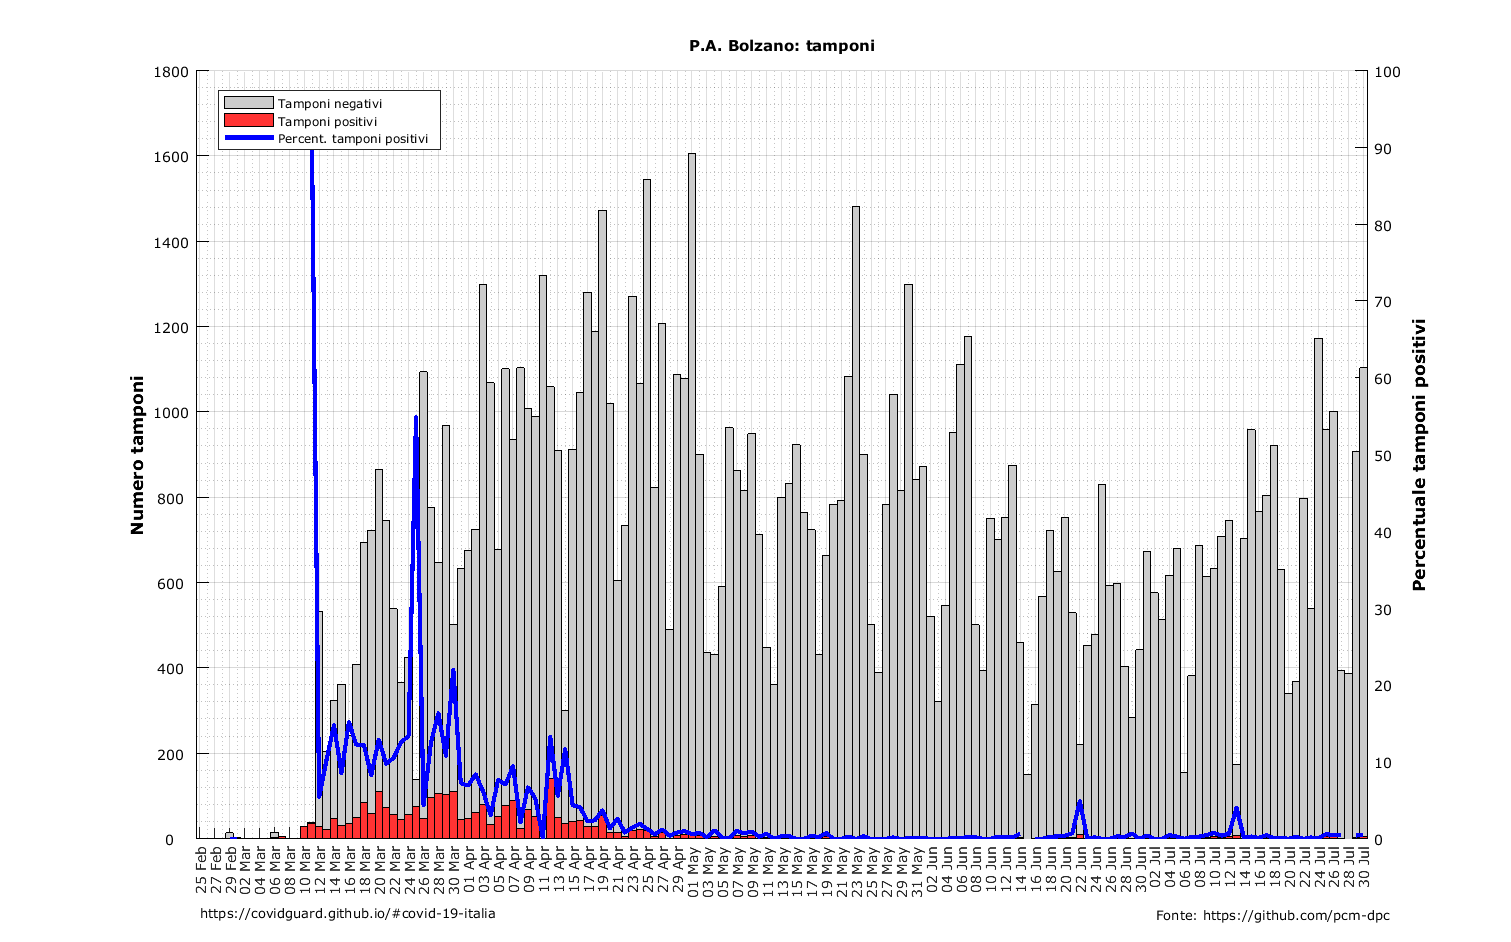 P.A. Bolzano: tamponi
1800
1600
1400
1200
1000
800
600
400
200
0
100
90
80
70
60
50
40
30
20
10
0
Tamponi negativi
Tamponi positivi
Percent. tamponi positivi
Numero tamponi
Percentuale tamponi positivi
25 Feb
27 Feb
29 Feb
02 Mar
04 Mar
06 Mar
08 Mar
10 Mar
12 Mar
14 Mar
16 Mar
18 Mar
20 Mar
22 Mar
24 Mar
26 Mar
28 Mar
30 Mar
01 Apr
03 Apr
05 Apr
07 Apr
09 Apr
11 Apr
13 Apr
15 Apr
17 Apr
19 Apr
21 Apr
23 Apr
25 Apr
27 Apr
29 Apr
01 May
03 May
05 May
07 May
09 May
11 May
13 May
15 May
17 May
19 May
21 May
23 May
25 May
27 May
29 May
31 May
02 Jun
04 Jun
06 Jun
08 Jun
10 Jun
12 Jun
14 Jun
16 Jun
18 Jun
20 Jun
22 Jun
24 Jun
26 Jun
28 Jun
30 Jun
02 Jul
04 Jul
06 Jul
08 Jul
10 Jul
12 Jul
14 Jul
16 Jul
18 Jul
20 Jul
22 Jul
24 Jul
26 Jul
28 Jul
30 Jul
https://covidguard.github.io/#covid-19-italia
Fonte: https://github.com/pcm-dpc